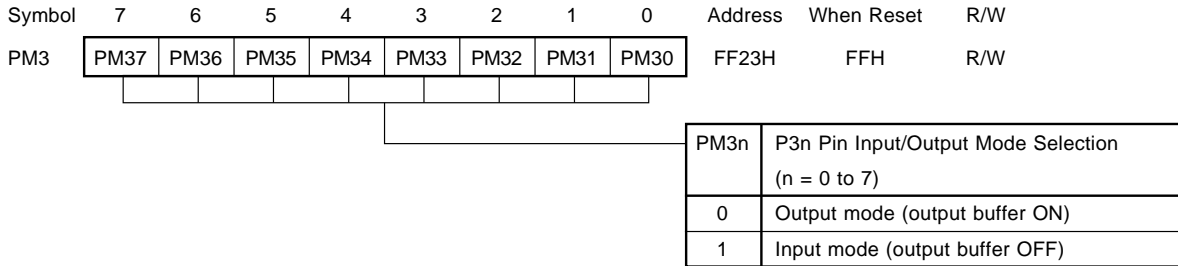 Symbol 7 6 5 4 3 2 1 0 Address When Reset R/W
PM3 PM37 PM36 PM35 PM34 PM33 PM32 PM31 PM30 FF23H FFH R/W
PM3n P3n Pin Input/Output Mode Selection
(n = 0 to 7)
0 Output mode (output buffer ON)
1 Input mode (output buffer OFF)